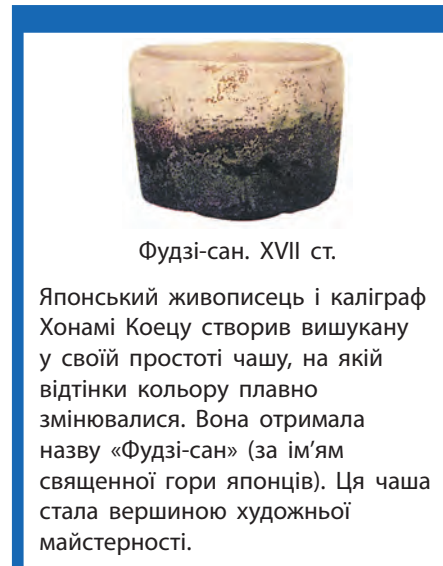 Фудзі-сан. XVII ст.
Японський живописець і каліграф
Хонамі Коецу створив вишукану
у своїй простоті чашу, на якій
відтінки кольору плавно
змінювалися. Вона отримала
назву «Фудзі-сан» (за ім’ям
священної гори японців). Ця чаша
стала вершиною художньої
майстерності.